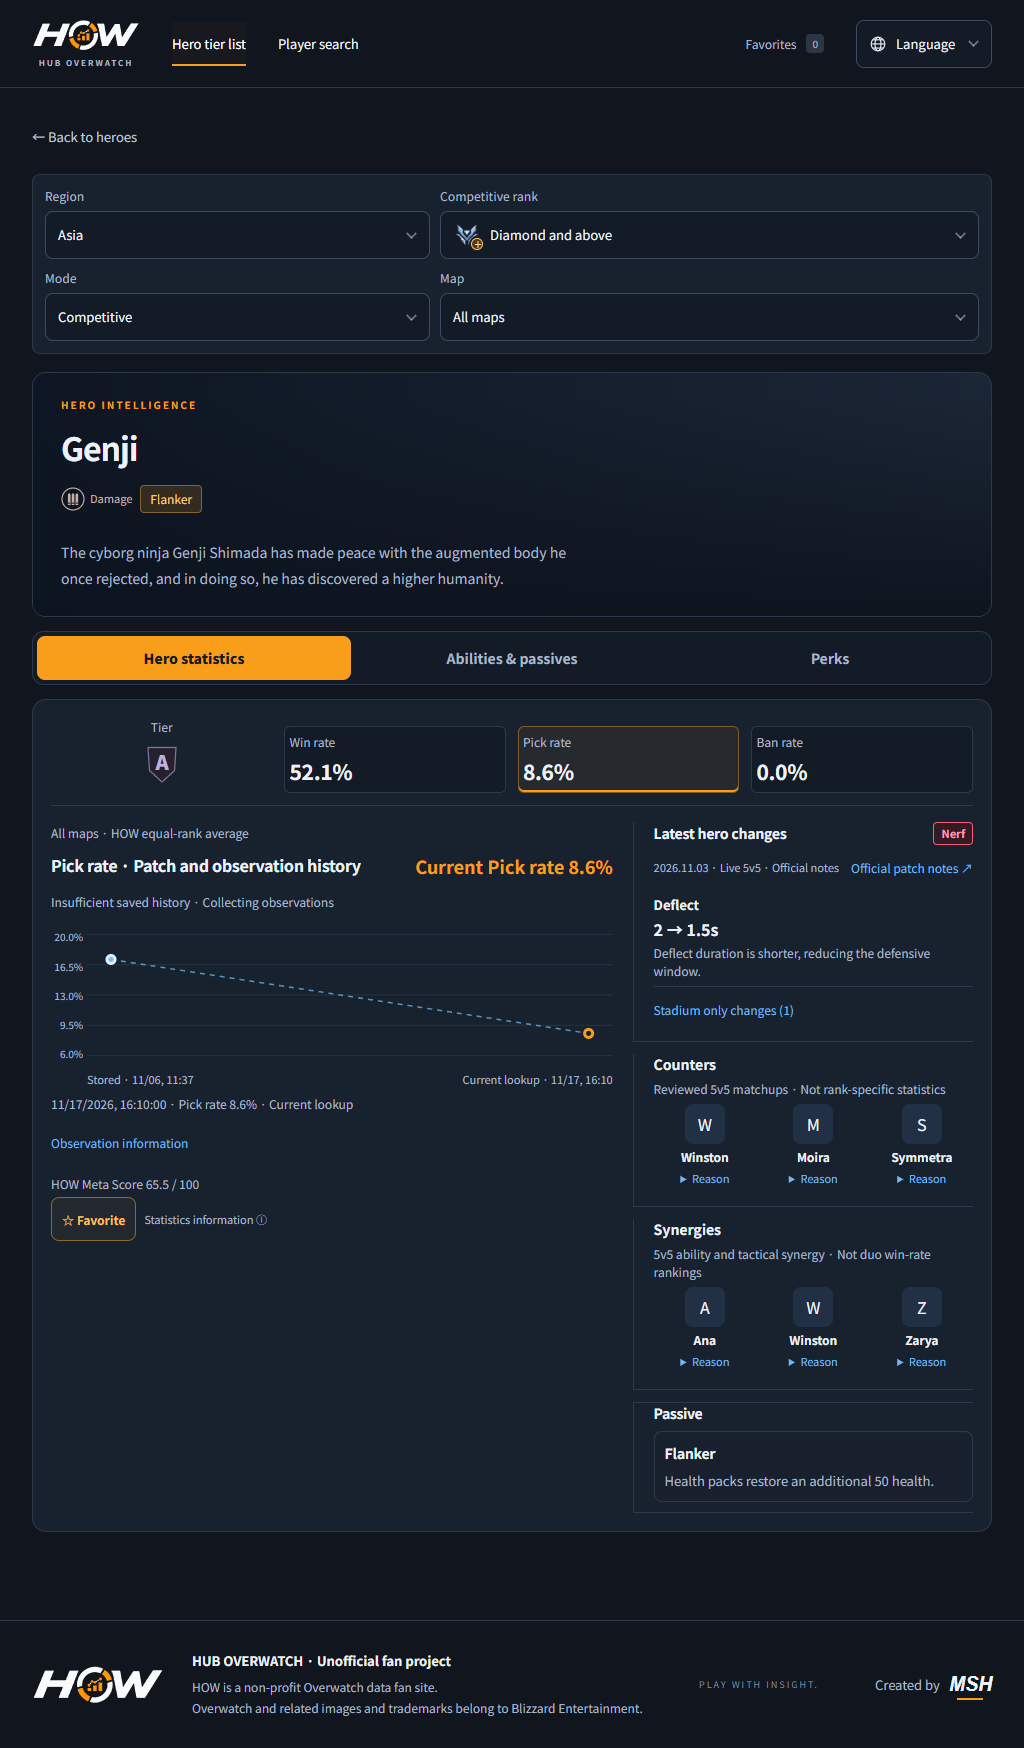 HOW
HUB OVERWATCH
Hero tier list
Player search
Favorites 0
Language
← Back to heroes
Region
Competitive rank
Asia
Diamond and above
Mode
Map
Competitive
All maps
HERO INTELLIGENCE
Genji
Damage
Flanker
The cyborg ninja Genji Shimada has made peace with the augmented body he
once rejected, and in doing so, he has discovered a higher humanity.
Hero statistics
Abilities & passives
Perks
Tier
A
Win rate
52.1%
Pick rate
8.6%
Ban rate
0.0%
All maps · HOW equal-rank average
Pick rate · Patch and observation history
Current Pick rate 8.6%
Insufficient saved history · Collecting observations
20.0%
16.5%
13.0%
9.5%
6.0%
Stored · 11/06, 11:37
Current lookup · 11/17, 16:10
11/17/2026, 16:10:00 · Pick rate 8.6% · Current lookup
Observation information
HOW Meta Score 65.5 / 100
☆ Favorite
Statistics information ⓘ
Latest hero changes
Nerf
2026.11.03 · Live 5v5 · Official notes
Official patch notes ↗
Deflect
2 → 1.5s
Deflect duration is shorter, reducing the defensive
window.
Stadium only changes (1)
Counters
Reviewed 5v5 matchups · Not rank-specific statistics
W
M
S
Winston
Moira
Symmetra
▶ Reason
▶ Reason
▶ Reason
Synergies
5v5 ability and tactical synergy · Not duo win-rate
rankings
A
W
Z
Ana
Winston
Zarya
▶ Reason
▶ Reason
▶ Reason
Passive
Flanker
Health packs restore an additional 50 health.
HOW
HUB OVERWATCH · Unofficial fan project
HOW is a non-profit Overwatch data fan site.
Overwatch and related images and trademarks belong to Blizzard Entertainment.
PLAY WITH INSIGHT.
Created by MSH